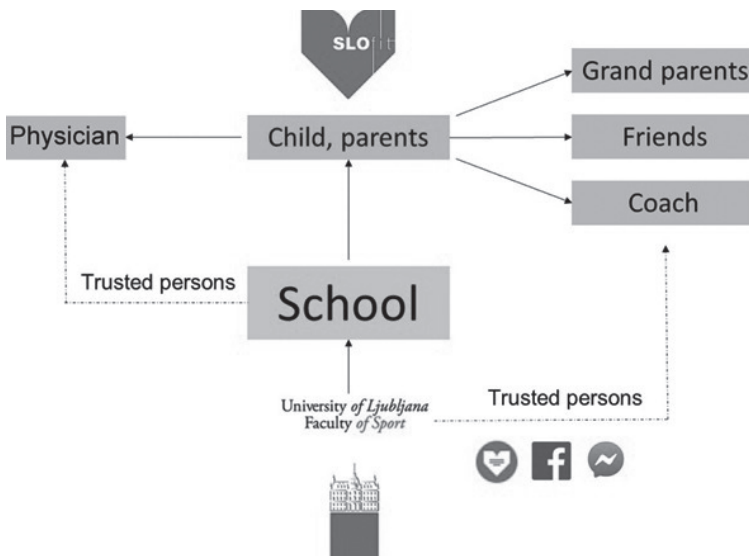 SLOfit
Grand parents
Physician
Child, parents
Friends
Coach
Trusted persons
School
University of Ljubljana
Faculty of Sport
Trusted persons